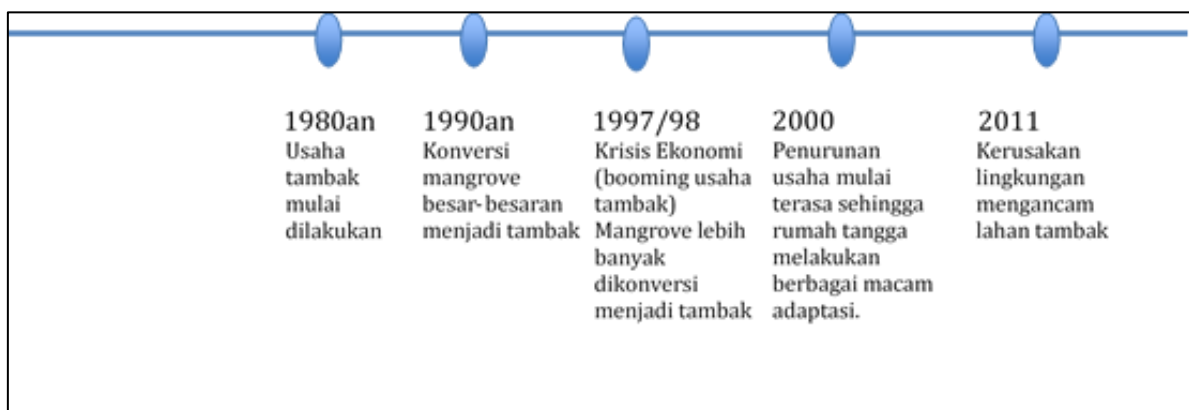 1980an
Usaha
tambak
mulai
dilakukan
1990an
Konversi
mangrove
besar-besaran
menjadi tambak
1997/98
Krisis Ekonomi
(booming usaha
tambak)
Mangrove lebih
banyak
dikonversi
menjadi tambak
2000
Penurunan
usaha mulai
terasa sehingga
rumah tangga
melakukan
berbagai macam
adaptasi.
2011
Kerusakan
lingkungan
mengancam
lahan tambak